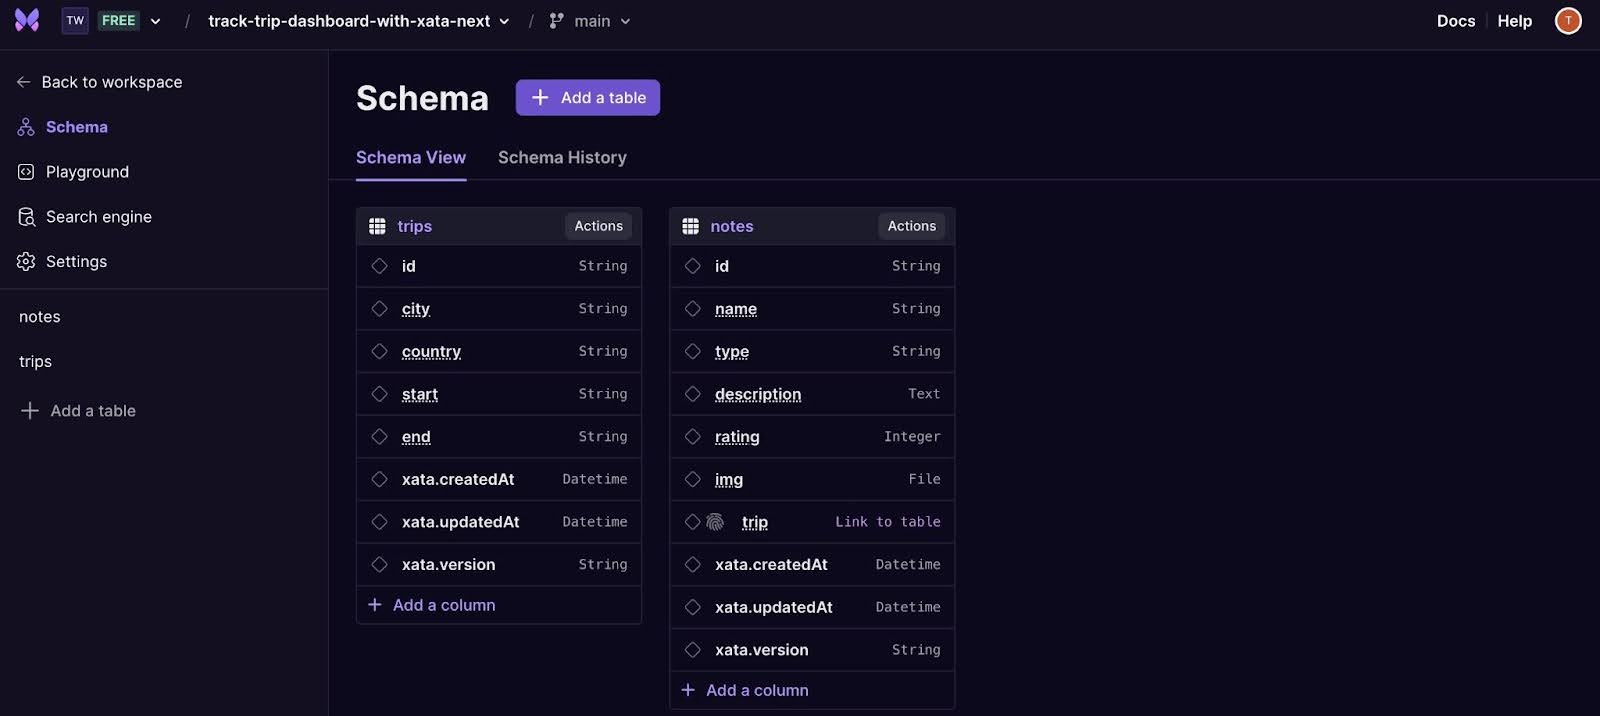 TW FREE / track-trip-dashboard-with-xata-next / main Docs Help T
Back to workspace
Schema
Playground
Search engine
Settings
notes
trips
Add a table
Schema
Add a table
Schema View Schema History
trips Actions
id String
city String
country String
start String
end String
xata.createdAt Datetime
xata.updatedAt Datetime
xata.version String
Add a column
notes Actions
id String
name String
type String
description Text
rating Integer
img File
trip Link to table
xata.createdAt Datetime
xata.updatedAt Datetime
xata.version String
Add a column